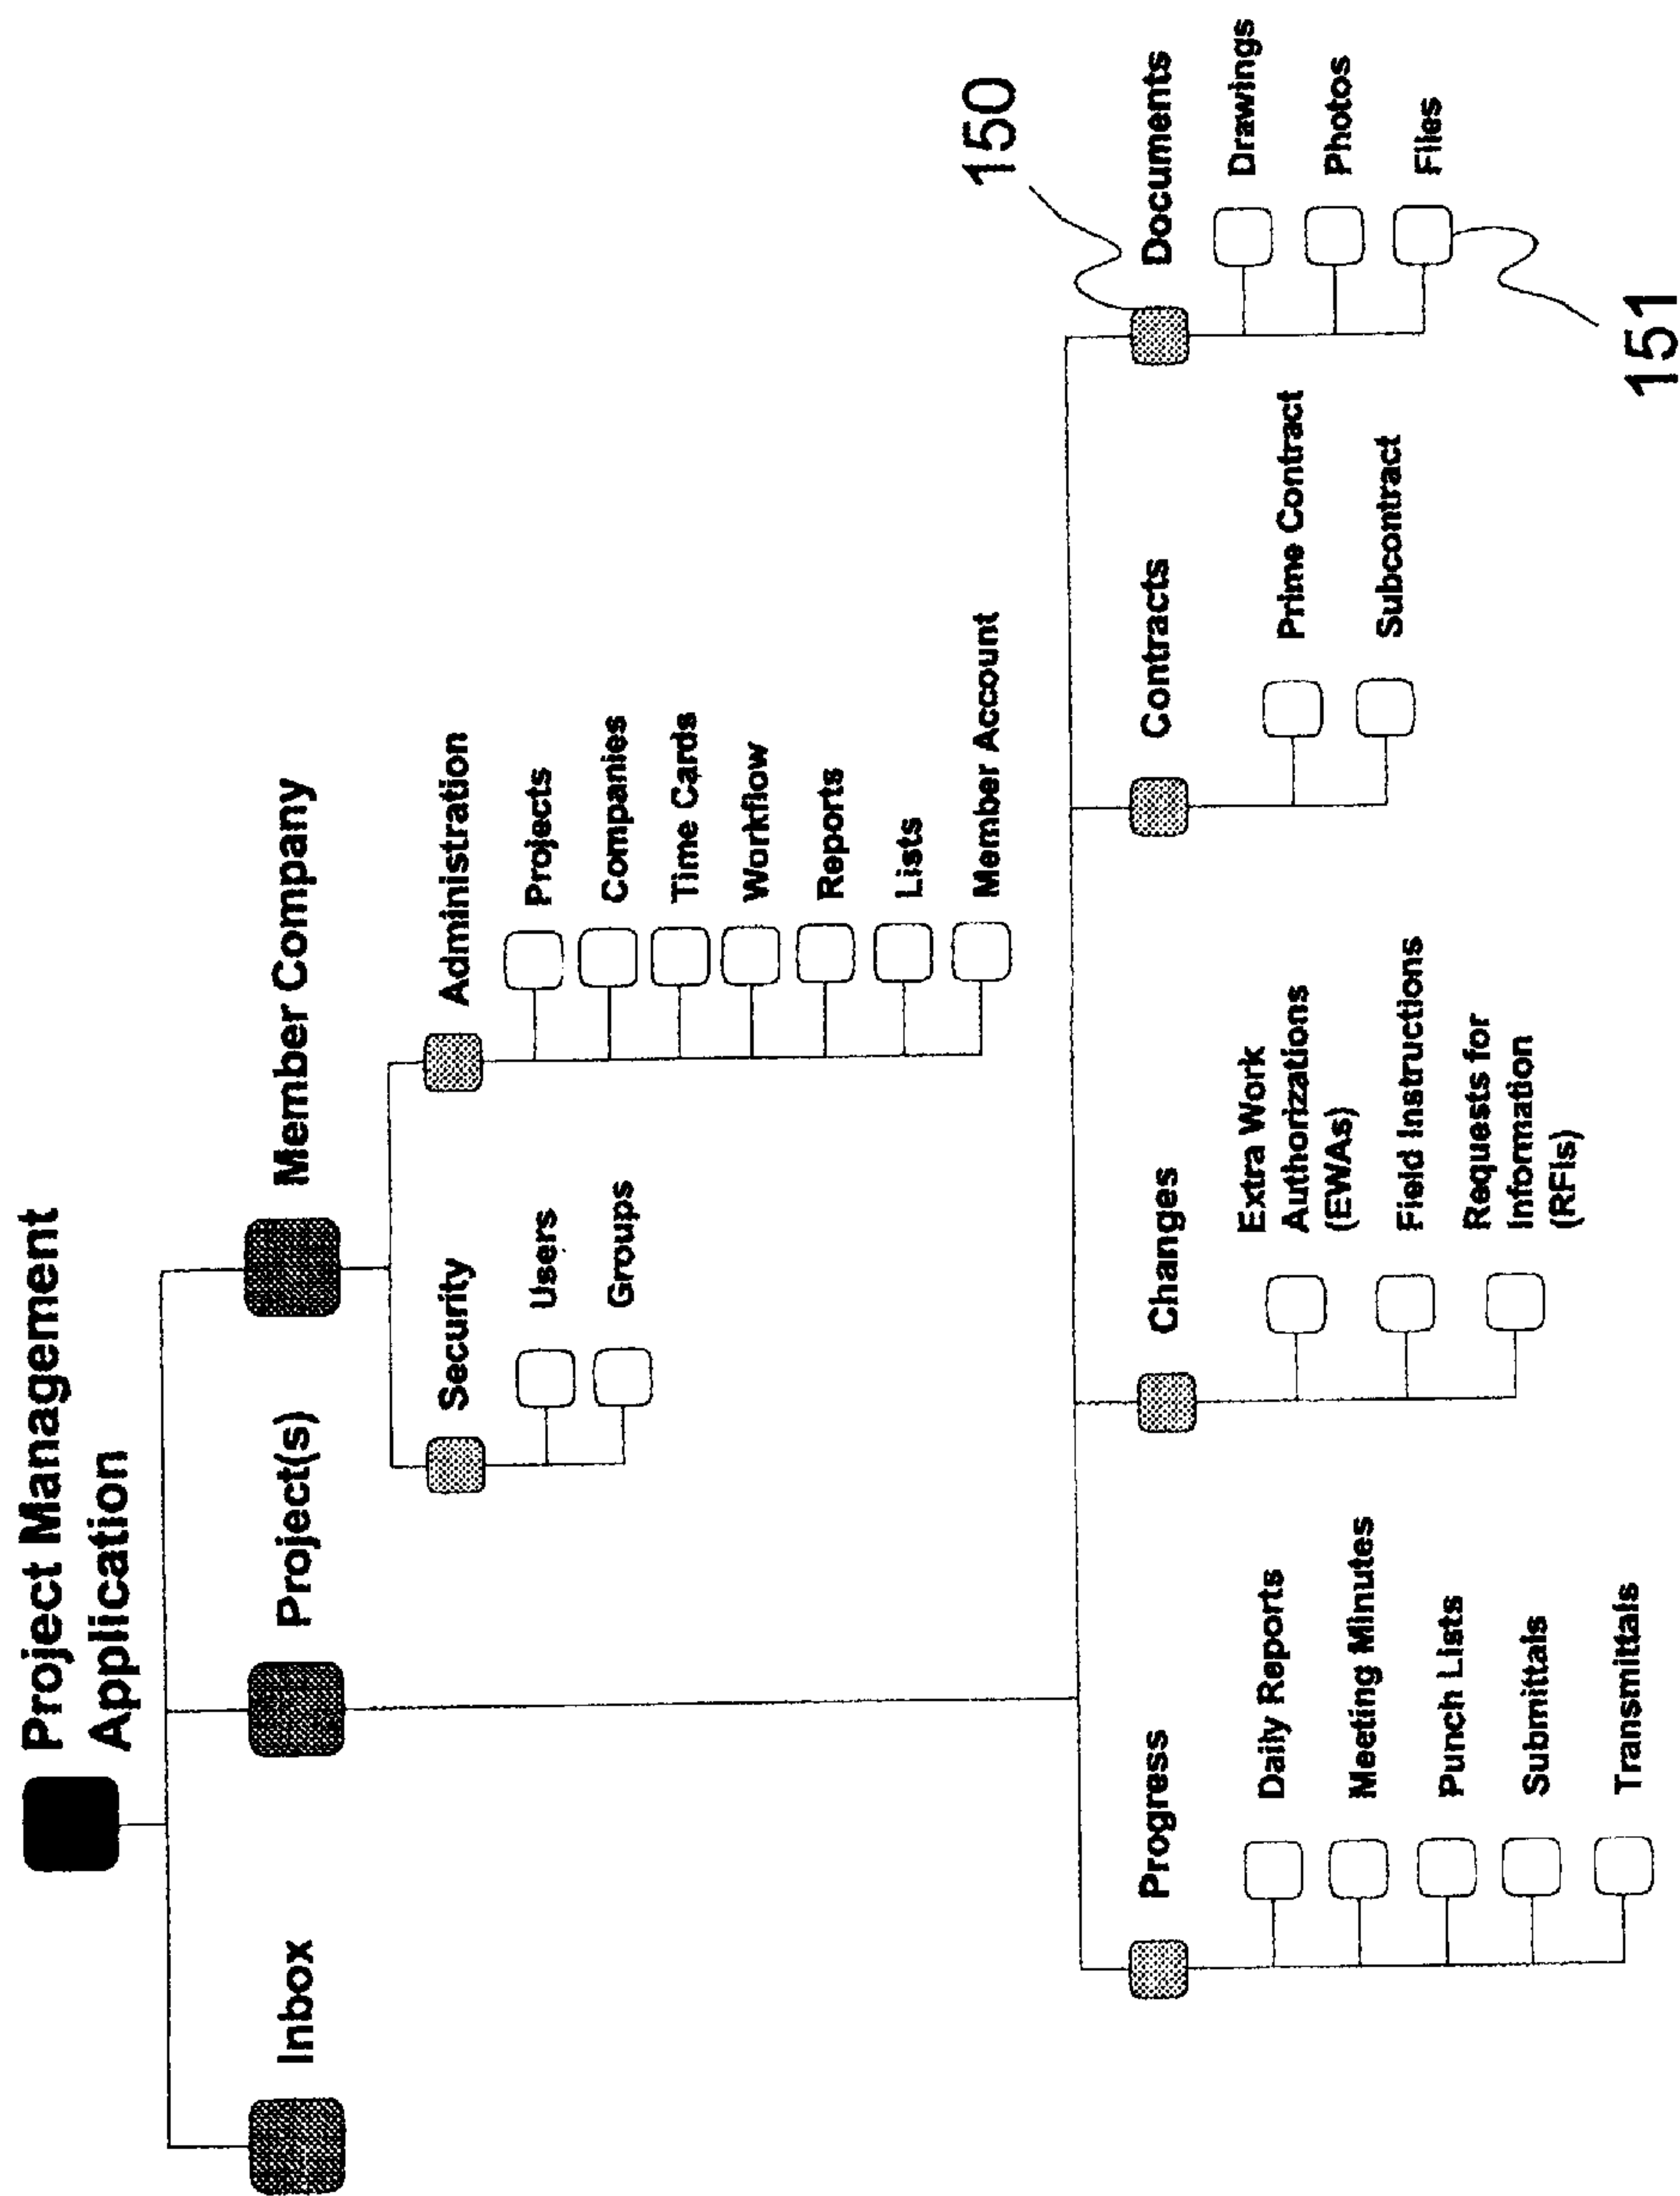 Project Management
Application
Inbox
Project(s)
Member Company
Security
Users
Groups
Administration
Projects
Companies
Time Cards
Workflow
Reports
Lists
Member Account
Progress
Daily Reports
Meeting Minutes
Punch Lists
Submittals
Transmittals
Changes
Extra Work
Authorizations
(EWAs)
Field Instructions
Requests for
Information
(RFIs)
Contracts
Prime Contract
Subcontract
150
Documents
Drawings
Photos
Files
151